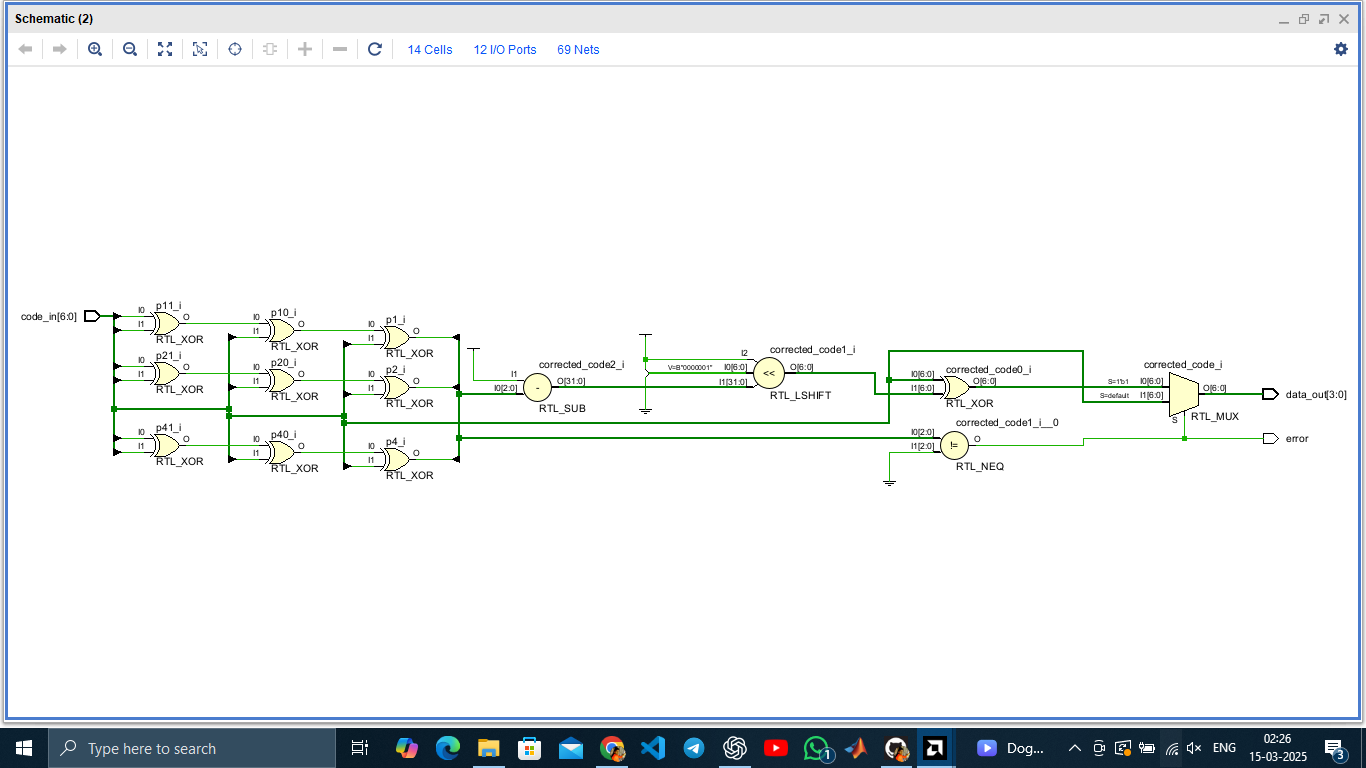 Schematic (2)
14 Cells 12 I/O Ports 69 Nets
code_in[6:0]
p11_i
I0
I1
O
RTL_XOR
p21_i
I0
I1
O
RTL_XOR
p41_i
I0
I1
O
RTL_XOR
p10_i
I0
I1
O
RTL_XOR
p20_i
I0
I1
O
RTL_XOR
p40_i
I0
I1
O
RTL_XOR
p1_i
I0
I1
O
RTL_XOR
p2_i
I0
I1
O
RTL_XOR
p4_i
I0
I1
O
RTL_XOR
corrected_code2_i
I1
I0[2:0]
-
O[31:0]
RTL_SUB
corrected_code1_i
I2
V=B"0000001"
I0[6:0]
I1[31:0]
<<
O[6:0]
RTL_LSHIFT
corrected_code0_i
I0[6:0]
I1[6:0]
O[6:0]
RTL_XOR
corrected_code1_i__0
I0[2:0]
I1[2:0]
!=
O
RTL_NEQ
corrected_code_i
S=1'b1
I0[6:0]
S=default
I1[6:0]
S
O[6:0]
RTL_MUX
data_out[3:0]
error
Type here to search
1
Dog...
ENG
02:26
15-03-2025
3